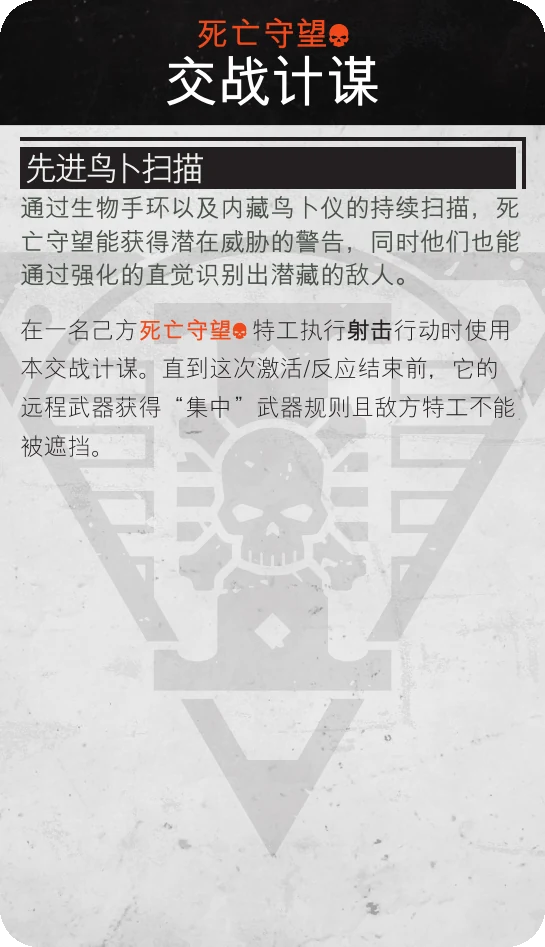 死亡守望
交战计谋
先进鸟卜扫描
通过生物手环以及内藏鸟卜仪的持续扫描，死
亡守望能获得潜在威胁的警告，同时他们也能
通过强化的直觉识别出潜藏的敌人。
在一名己方死亡守望特工执行射击行动时使用
本交战计谋。直到这次激活/反应结束前，它的
远程武器获得“集中”武器规则且敌方特工不能
被遮挡。